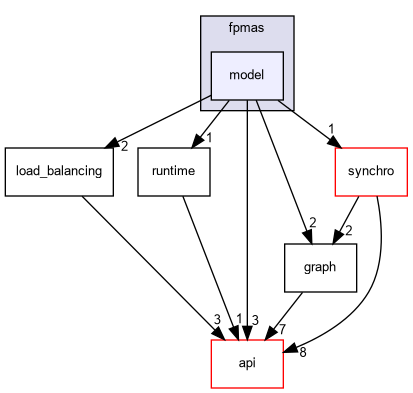 fpmas
model
2
1
1
load_balancing
runtime
synchro
2
2
graph
3
1
3
7
8
api